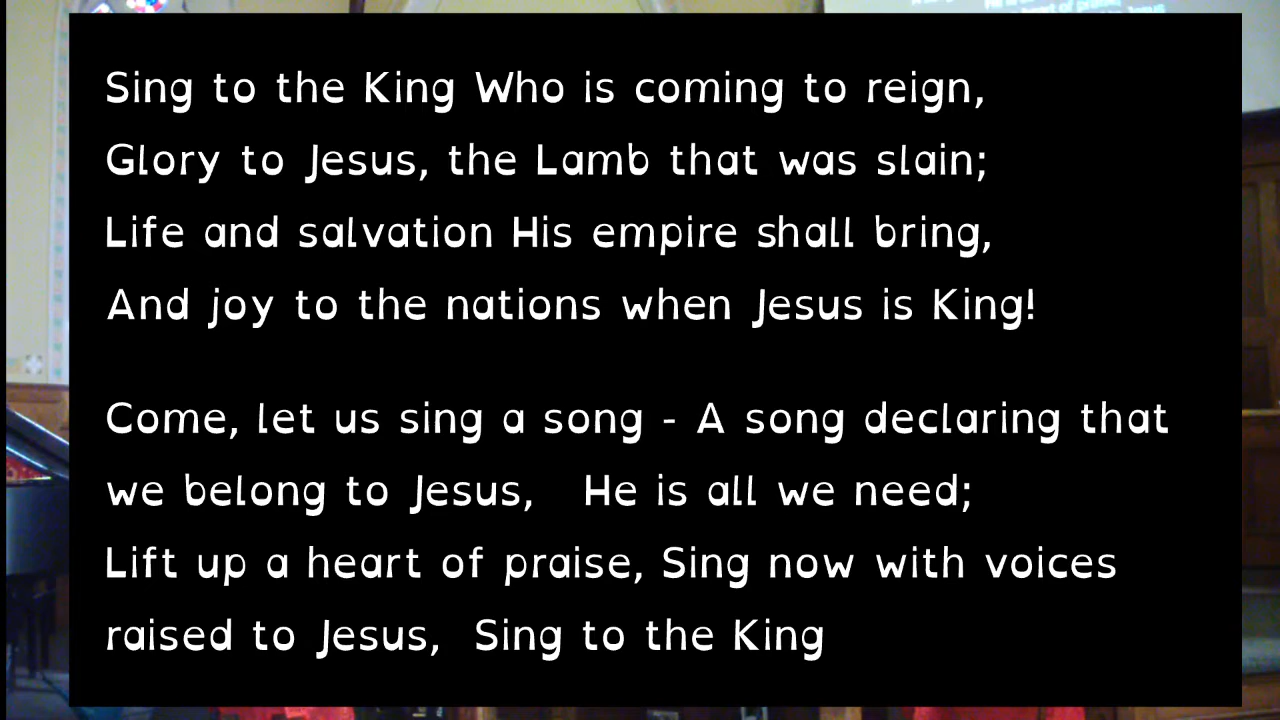 Sing to the King Who is coming to reign,
Glory to Jesus, the Lamb that was slain;
Life and salvation His empire shall bring,
And joy to the nations when Jesus is King!
Come, let us sing a song - A song declaring that
we belong to Jesus,   He is all we need;
Lift up a heart of praise, Sing now with voices
raised to Jesus,  Sing to the King